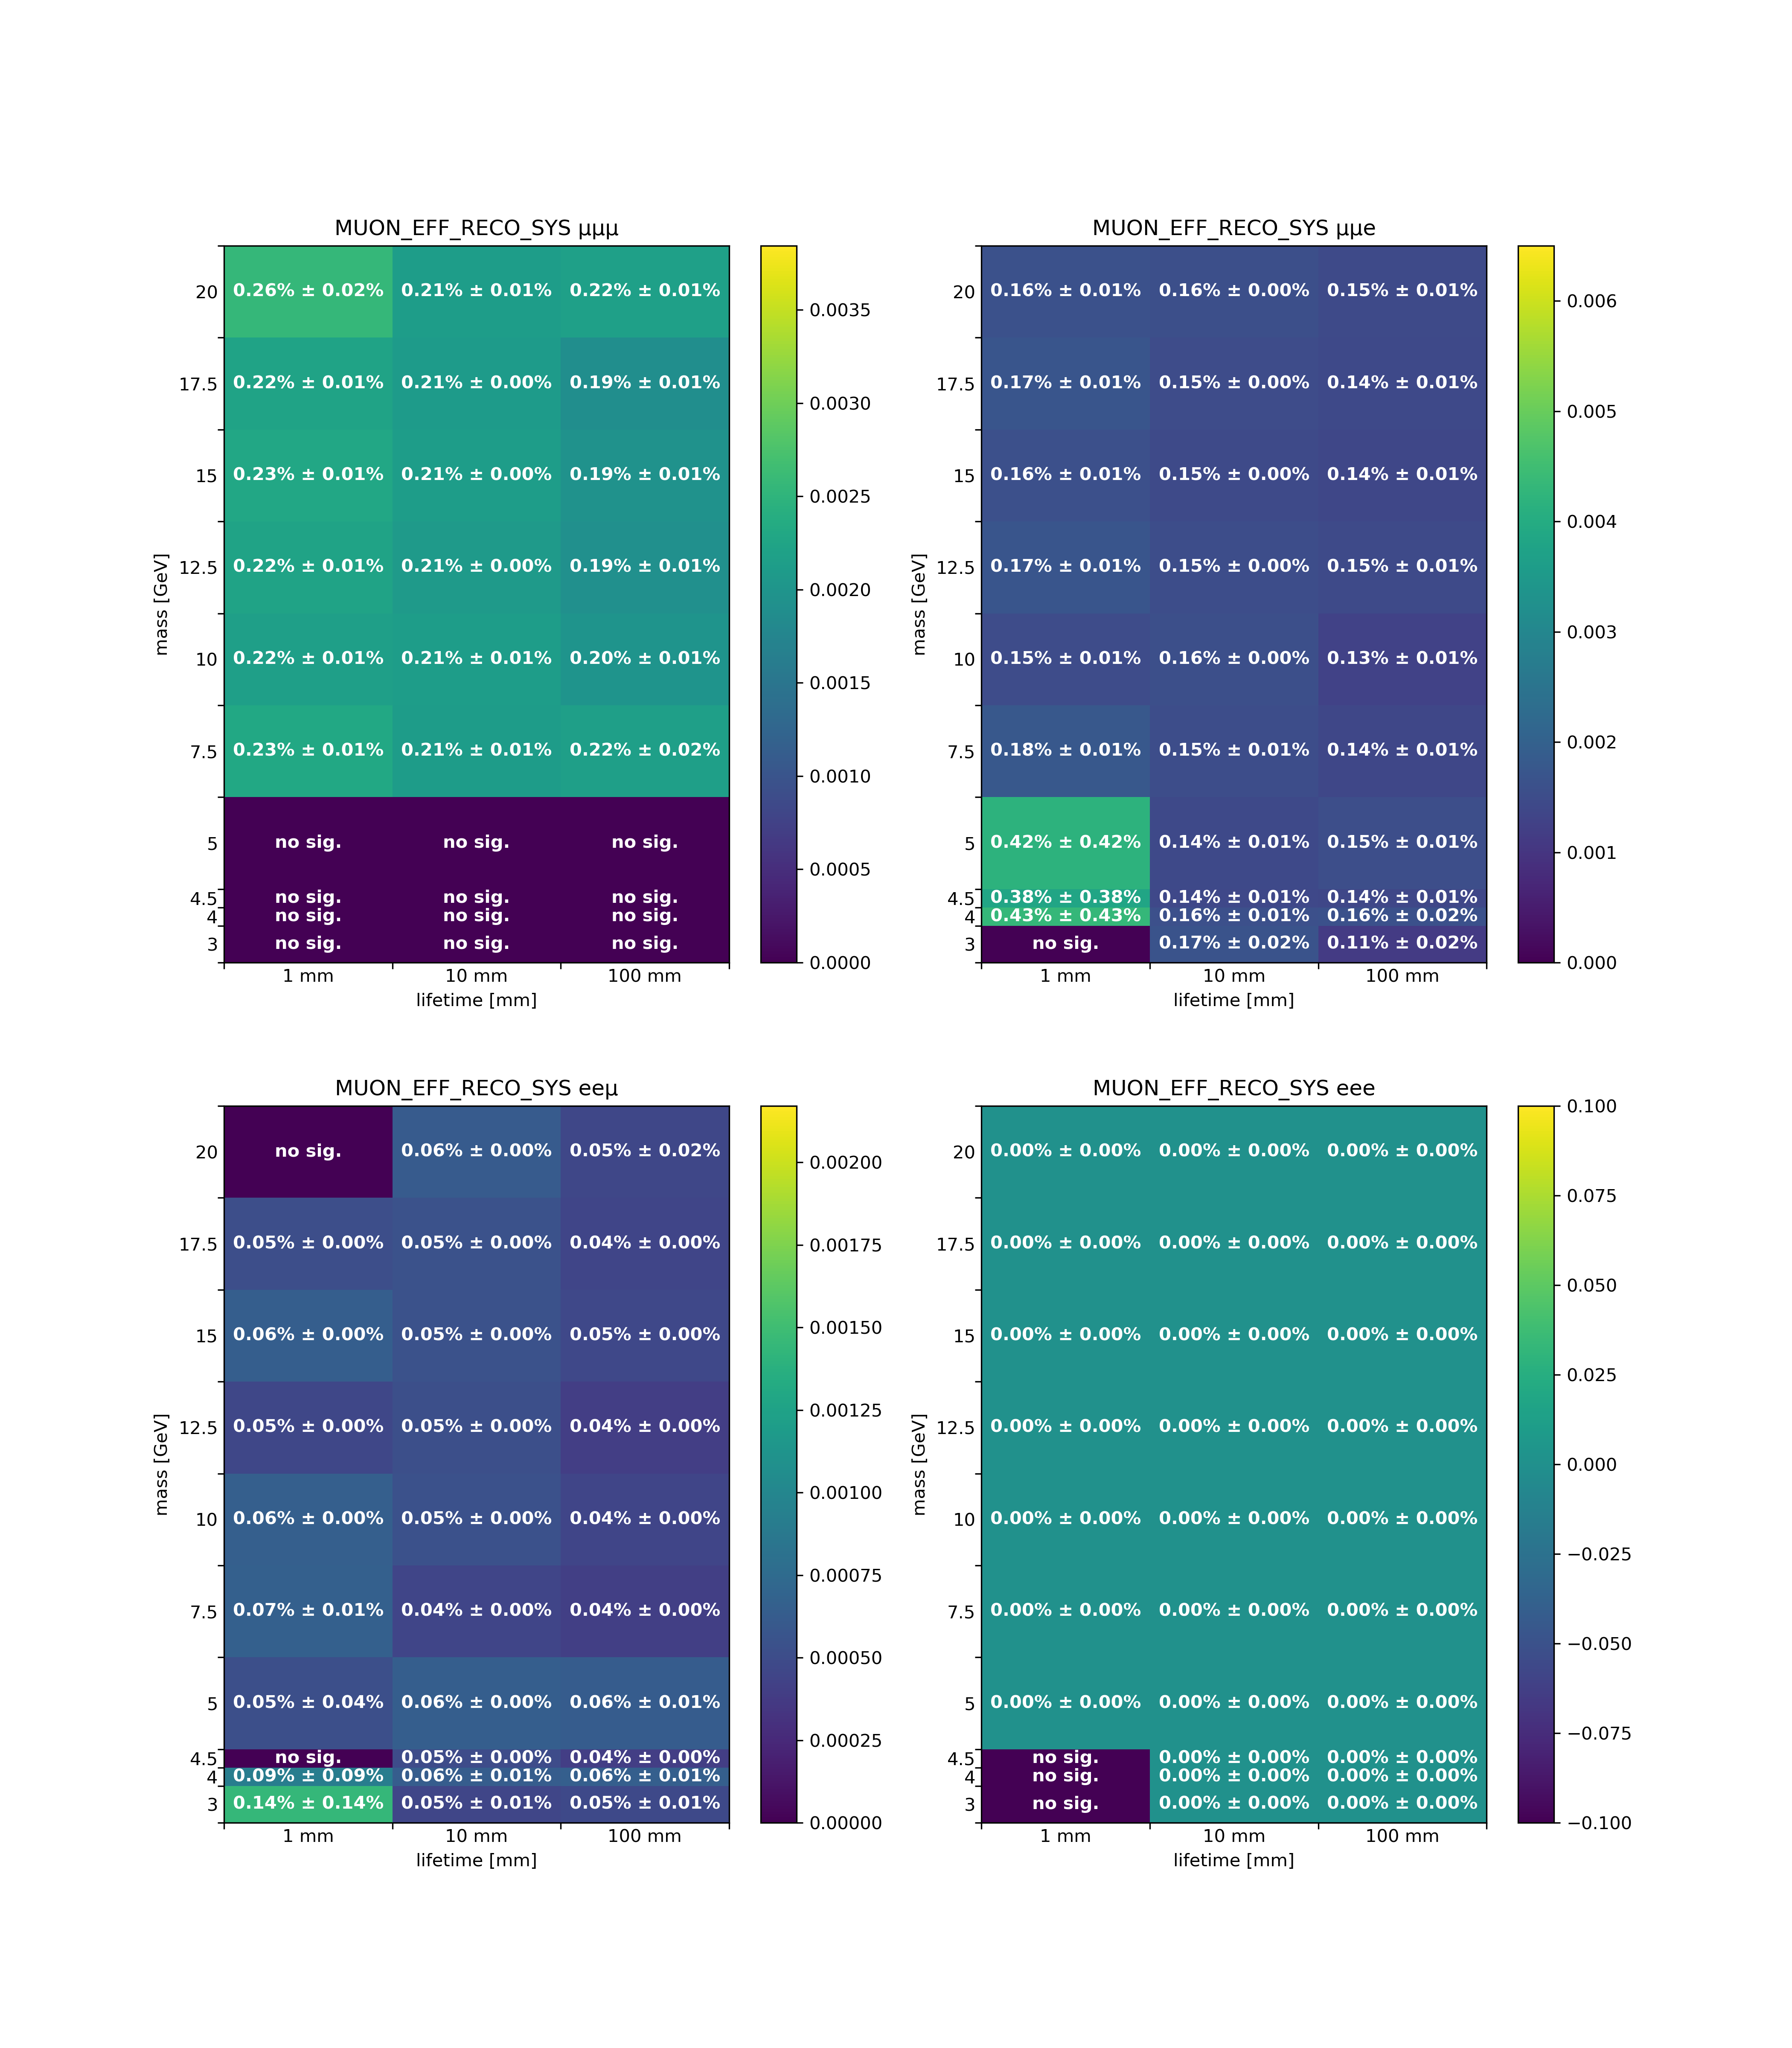 MUON_EFF_RECO_SYS μμμ
20 0.26% ± 0.02% 0.21% ± 0.01% 0.22% ± 0.01%
17.5 0.22% ± 0.01% 0.21% ± 0.00% 0.19% ± 0.01%
15 0.23% ± 0.01% 0.21% ± 0.00% 0.19% ± 0.01%
12.5 0.22% ± 0.01% 0.21% ± 0.00% 0.19% ± 0.01%
10 0.22% ± 0.01% 0.21% ± 0.01% 0.20% ± 0.01%
7.5 0.23% ± 0.01% 0.21% ± 0.01% 0.22% ± 0.02%
5 no sig. no sig. no sig.
4.5 no sig. no sig. no sig.
4 no sig. no sig. no sig.
3 no sig. no sig. no sig.
mass [GeV]
1 mm 10 mm 100 mm
lifetime [mm]
0.0035
0.0030
0.0025
0.0020
0.0015
0.0010
0.0005
0.0000
MUON_EFF_RECO_SYS μμe
20 0.16% ± 0.01% 0.16% ± 0.00% 0.15% ± 0.01%
17.5 0.17% ± 0.01% 0.15% ± 0.00% 0.14% ± 0.01%
15 0.16% ± 0.01% 0.15% ± 0.00% 0.14% ± 0.01%
12.5 0.17% ± 0.01% 0.15% ± 0.00% 0.15% ± 0.01%
10 0.15% ± 0.01% 0.16% ± 0.00% 0.13% ± 0.01%
7.5 0.18% ± 0.01% 0.15% ± 0.01% 0.14% ± 0.01%
5 0.42% ± 0.42% 0.14% ± 0.01% 0.15% ± 0.01%
4.5 0.38% ± 0.38% 0.14% ± 0.01% 0.14% ± 0.01%
4 0.43% ± 0.43% 0.16% ± 0.01% 0.16% ± 0.02%
3 no sig. 0.17% ± 0.02% 0.11% ± 0.02%
mass [GeV]
1 mm 10 mm 100 mm
lifetime [mm]
0.006
0.005
0.004
0.003
0.002
0.001
0.000
MUON_EFF_RECO_SYS eeμ
20 no sig. 0.06% ± 0.00% 0.05% ± 0.02%
17.5 0.05% ± 0.00% 0.05% ± 0.00% 0.04% ± 0.00%
15 0.06% ± 0.00% 0.05% ± 0.00% 0.05% ± 0.00%
12.5 0.05% ± 0.00% 0.05% ± 0.00% 0.04% ± 0.00%
10 0.06% ± 0.00% 0.05% ± 0.00% 0.04% ± 0.00%
7.5 0.07% ± 0.01% 0.04% ± 0.00% 0.04% ± 0.00%
5 0.05% ± 0.04% 0.06% ± 0.00% 0.06% ± 0.01%
4.5 no sig. 0.05% ± 0.00% 0.04% ± 0.00%
4 0.09% ± 0.09% 0.06% ± 0.01% 0.06% ± 0.01%
3 0.14% ± 0.14% 0.05% ± 0.01% 0.05% ± 0.01%
mass [GeV]
1 mm 10 mm 100 mm
lifetime [mm]
0.00200
0.00175
0.00150
0.00125
0.00100
0.00075
0.00050
0.00025
0.00000
MUON_EFF_RECO_SYS eee
20 0.00% ± 0.00% 0.00% ± 0.00% 0.00% ± 0.00%
17.5 0.00% ± 0.00% 0.00% ± 0.00% 0.00% ± 0.00%
15 0.00% ± 0.00% 0.00% ± 0.00% 0.00% ± 0.00%
12.5 0.00% ± 0.00% 0.00% ± 0.00% 0.00% ± 0.00%
10 0.00% ± 0.00% 0.00% ± 0.00% 0.00% ± 0.00%
7.5 0.00% ± 0.00% 0.00% ± 0.00% 0.00% ± 0.00%
5 0.00% ± 0.00% 0.00% ± 0.00% 0.00% ± 0.00%
4.5 no sig. 0.00% ± 0.00% 0.00% ± 0.00%
4 no sig. 0.00% ± 0.00% 0.00% ± 0.00%
3 no sig. 0.00% ± 0.00% 0.00% ± 0.00%
mass [GeV]
1 mm 10 mm 100 mm
lifetime [mm]
0.100
0.075
0.050
0.025
0.000
−0.025
−0.050
−0.075
−0.100